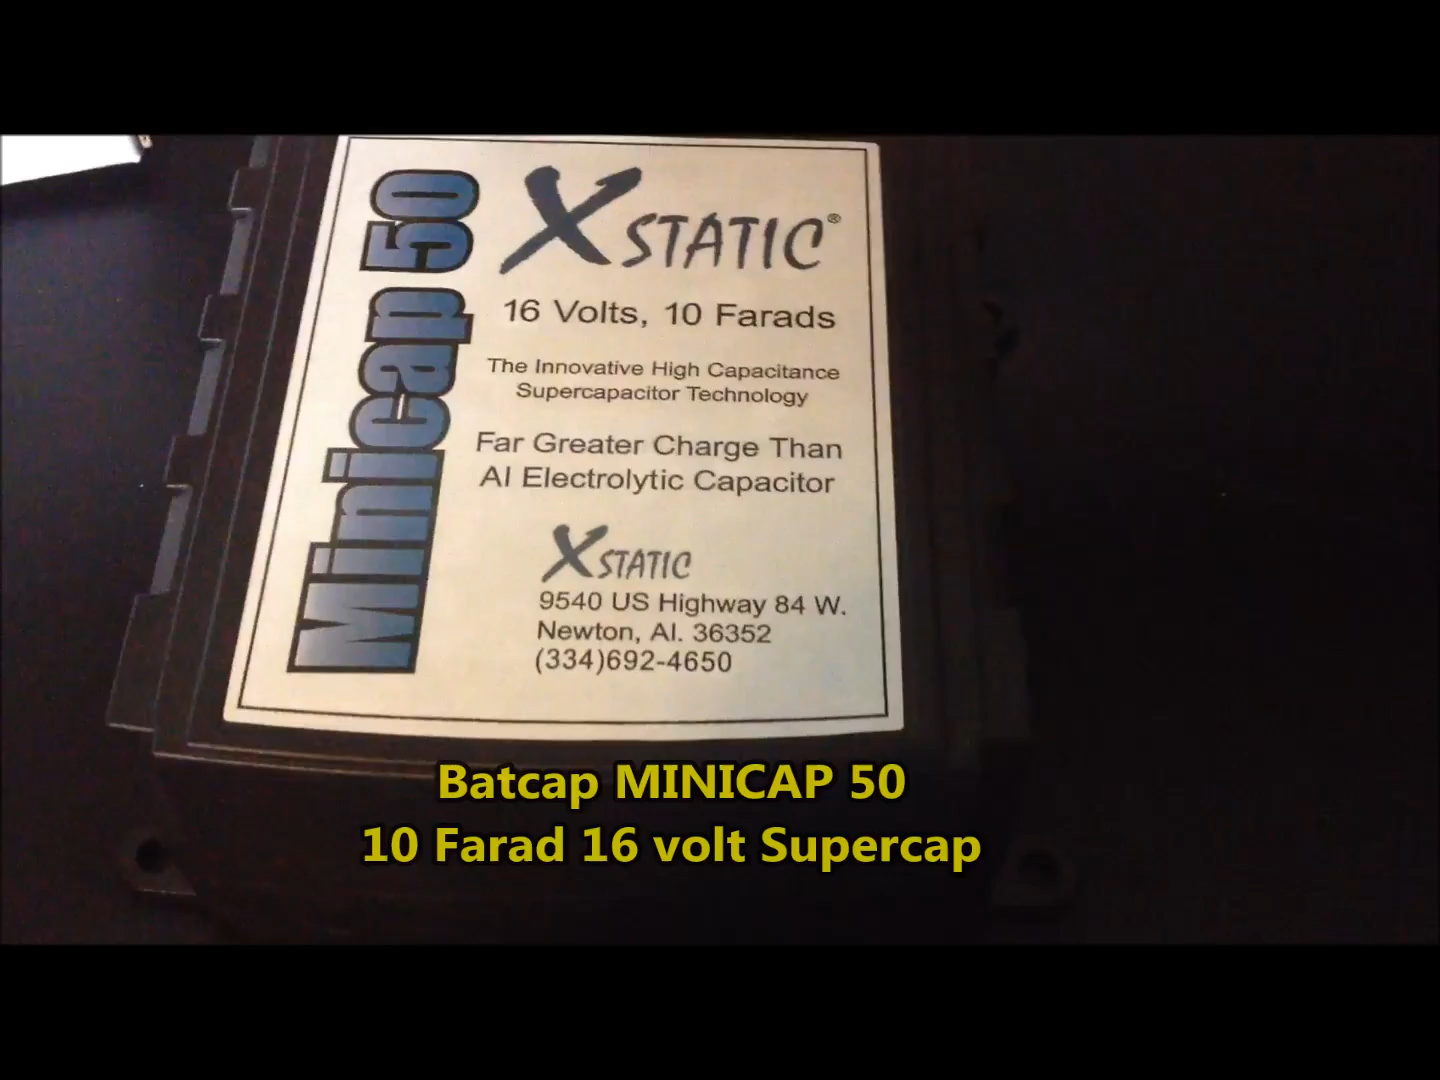 Minicap 50
XSTATIC®
16 Volts, 10 Farads
The Innovative High Capacitance
Supercapacitor Technology
Far Greater Charge Than
Al Electrolytic Capacitor
XSTATIC
9540 US Highway 84 W.
Newton, Al. 36352
(334)692-4650
Batcap MINICAP 50
10 Farad 16 volt Supercap